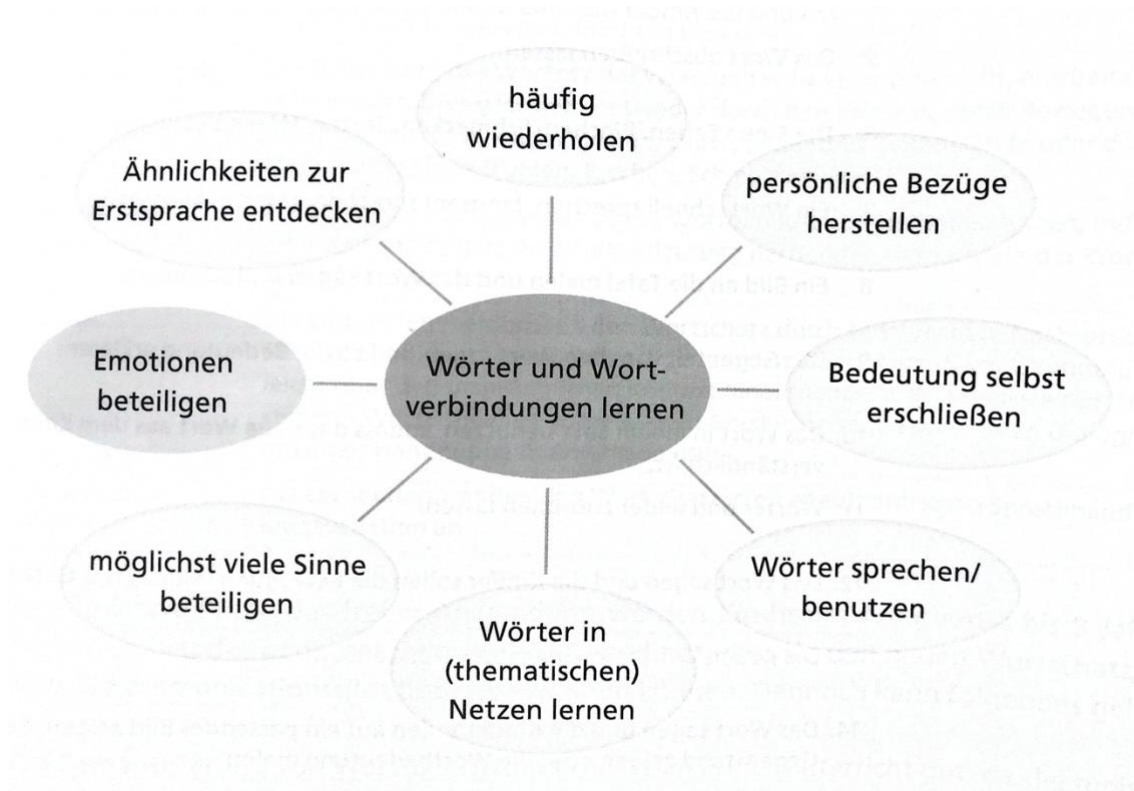 häufig
wiederholen
Ähnlichkeiten zur
Erstsprache entdecken
persönliche Bezüge
herstellen
Emotionen
beteiligen
Wörter und Wort-
verbindungen lernen
Bedeutung selbst
erschließen
möglichst viele Sinne
beteiligen
Wörter sprechen/
benutzen
Wörter in
(thematischen)
Netzen lernen